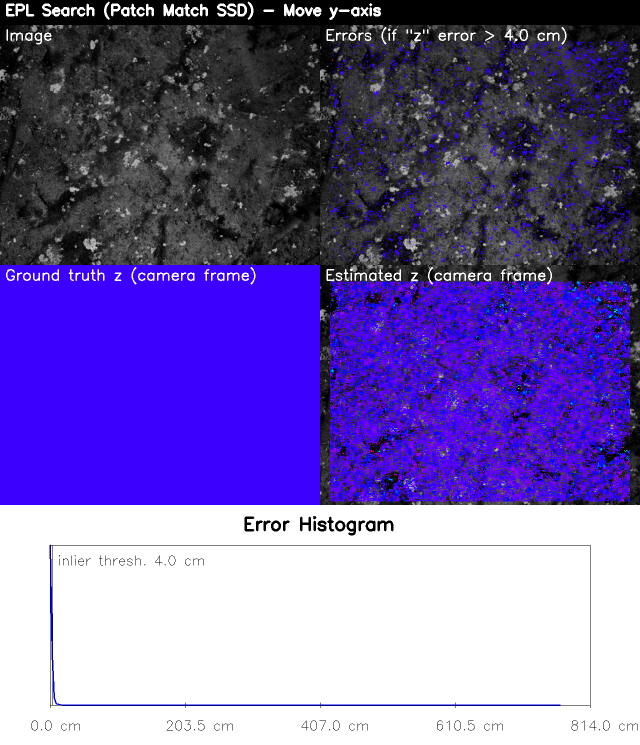 EPL Search (Patch Match SSD) - Move y-axis
Image
Errors (if "z" error > 4.0 cm)
Ground truth z (camera frame)
Estimated z (camera frame)
Error Histogram
inlier thresh. 4.0 cm
0.0 cm
203.5 cm
407.0 cm
610.5 cm
814.0 cm